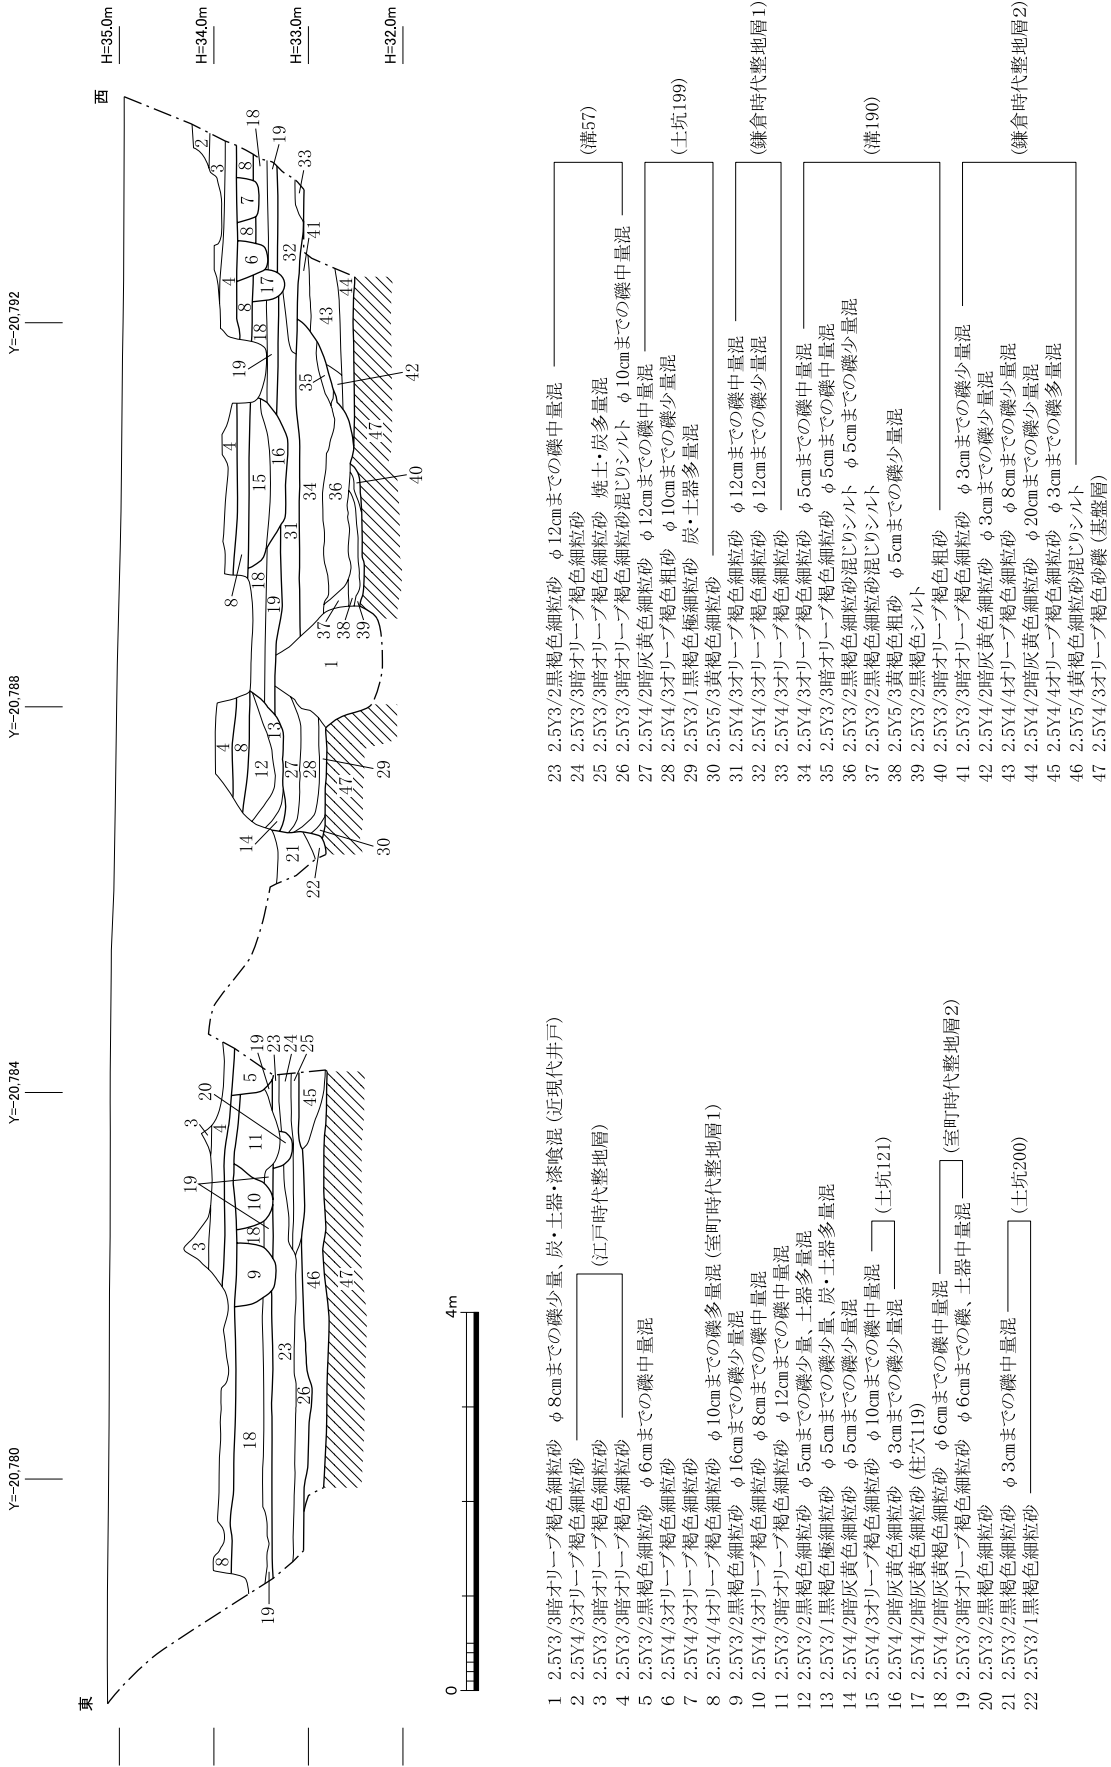 東
西
H=35.0m
H=34.0m
H=33.0m
H=32.0m
Y=-20,780
Y=-20,784
Y=-20,788
Y=-20,792
0
4m
1 2.5Y3/3暗オリーブ褐色細粒砂 φ8㎝までの礫少量、炭・土器・漆喰混(近現代井戸)
2 2.5Y4/3オリーブ褐色細粒砂
3 2.5Y3/3暗オリーブ褐色細粒砂
4 2.5Y3/3暗オリーブ褐色細粒砂
(江戸時代整地層)
5 2.5Y3/2黒褐色細粒砂 φ6㎝までの礫中量混
6 2.5Y4/3オリーブ褐色細粒砂
7 2.5Y4/3オリーブ褐色細粒砂
8 2.5Y4/4オリーブ褐色細粒砂 φ10㎝までの礫多量混(室町時代整地層1)
9 2.5Y3/2黒褐色細粒砂 φ16㎝までの礫少量混
10 2.5Y4/3オリーブ褐色細粒砂 φ8㎝までの礫中量混
11 2.5Y3/3暗オリーブ褐色細粒砂 φ12㎝までの礫中量混
12 2.5Y3/2黒褐色細粒砂 φ5㎝までの礫少量、土器多量混
13 2.5Y3/1黒褐色極細粒砂 φ5㎝までの礫少量、炭・土器多量混
14 2.5Y4/2暗灰黄色細粒砂 φ5㎝までの礫少量混
15 2.5Y4/3オリーブ褐色細粒砂 φ10㎝までの礫中量混
16 2.5Y4/2暗灰黄色細粒砂 φ3㎝までの礫少量混
(土坑121)
17 2.5Y4/2暗灰黄色細粒砂(柱穴119)
18 2.5Y4/2暗灰黄褐色細粒砂 φ6㎝までの礫中量混
19 2.5Y3/3暗オリーブ褐色細粒砂 φ6㎝までの礫、土器中量混
(室町時代整地層2)
20 2.5Y3/2黒褐色細粒砂
21 2.5Y3/2黒褐色細粒砂 φ3㎝までの礫中量混
22 2.5Y3/1黒褐色細粒砂
(土坑200)
23 2.5Y3/2黒褐色細粒砂 φ12㎝までの礫中量混
24 2.5Y3/3暗オリーブ褐色細粒砂
25 2.5Y3/3暗オリーブ褐色細粒砂 焼土・炭多量混
26 2.5Y3/3暗オリーブ褐色細粒砂混じりシルト φ10㎝までの礫中量混
(溝57)
27 2.5Y4/2暗灰黄色細粒砂 φ12㎝までの礫中量混
28 2.5Y4/3オリーブ褐色粗砂 φ10㎝までの礫少量混
29 2.5Y3/1黒褐色極細粒砂 炭・土器多量混
30 2.5Y5/3黄褐色細粒砂
(土坑199)
31 2.5Y4/3オリーブ褐色細粒砂 φ12㎝までの礫中量混
32 2.5Y4/3オリーブ褐色細粒砂 φ12㎝までの礫少量混
33 2.5Y4/3オリーブ褐色細粒砂
(鎌倉時代整地層1)
34 2.5Y4/3オリーブ褐色細粒砂 φ5㎝までの礫中量混
35 2.5Y3/3暗オリーブ褐色細粒砂 φ5㎝までの礫中量混
36 2.5Y3/2黒褐色細粒砂混じりシルト φ5㎝までの礫少量混
37 2.5Y3/2黒褐色細粒砂混じりシルト
38 2.5Y5/3黄褐色粗砂 φ5㎝までの礫少量混
39 2.5Y3/2黒褐色シルト
40 2.5Y3/3暗オリーブ褐色粗砂
(溝190)
41 2.5Y3/3暗オリーブ褐色細粒砂 φ3㎝までの礫少量混
42 2.5Y4/2暗灰黄色細粒砂 φ3㎝までの礫少量混
43 2.5Y4/4オリーブ褐色細粒砂 φ8㎝までの礫少量混
44 2.5Y4/2暗灰黄色細粒砂 φ20㎝までの礫少量混
45 2.5Y4/4オリーブ褐色細粒砂 φ3㎝までの礫多量混
46 2.5Y5/4黄褐色細粒砂混じりシルト
(鎌倉時代整地層2)
47 2.5Y4/3オリーブ褐色砂礫(基盤層)